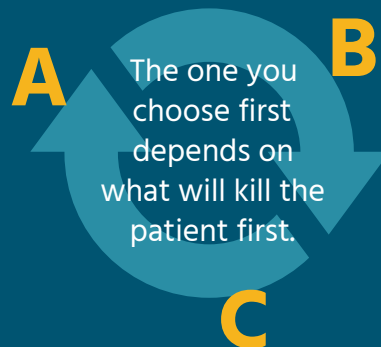 A
B
The one you
choose first
depends on
what will kill the
patient first.
C